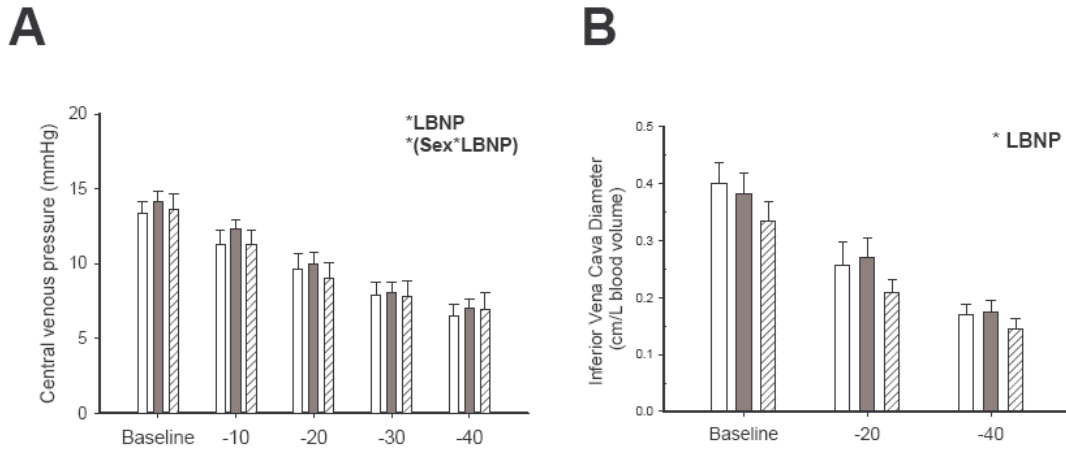 A
B
Central venous pressure (mmHg)
20
15
10
5
0
*LBNP
*(Sex*LBNP)
Baseline
-10
-20
-30
-40
Inferior Vena Cava Diameter
(cm/L blood volume)
0.5
0.4
0.3
0.2
0.1
0.0
* LBNP
Baseline
-20
-40